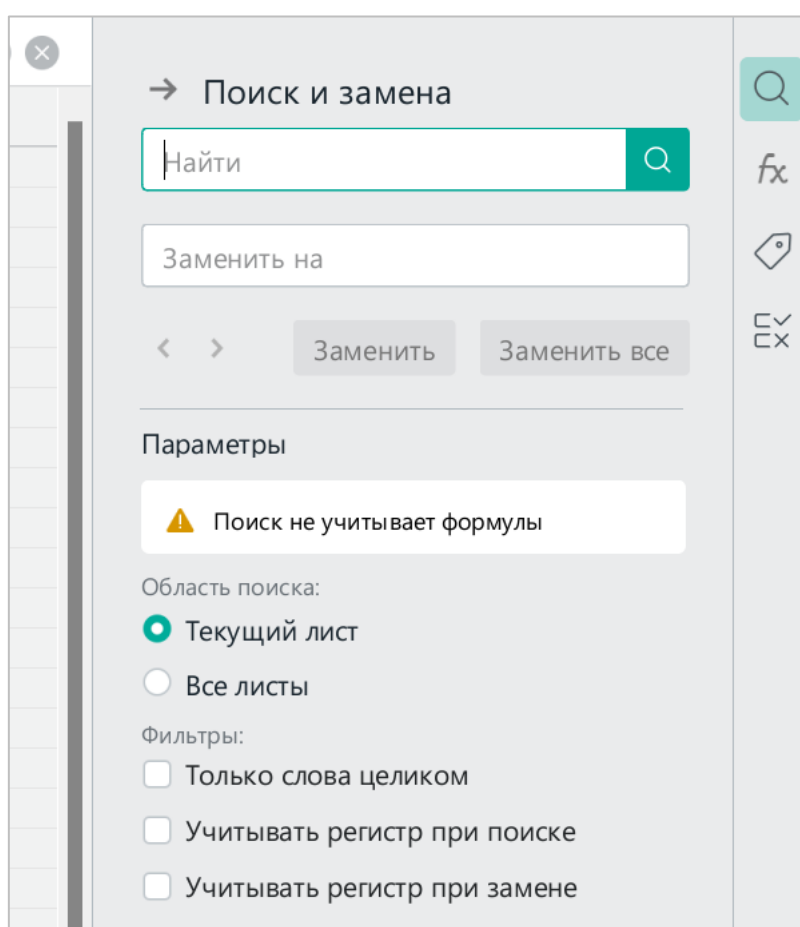 Поиск и замена
Найти
Заменить на
Заменить
Заменить все
Параметры
Поиск не учитывает формулы
Область поиска:
Текущий лист
Все листы
Фильтры:
Только слова целиком
Учитывать регистр при поиске
Учитывать регистр при замене
fx